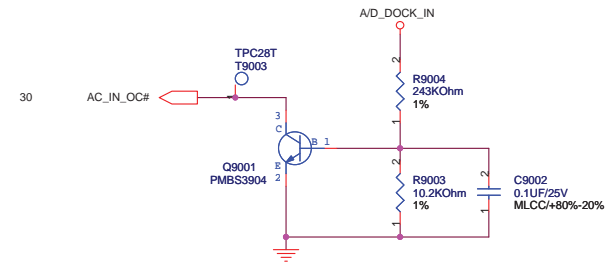 A/D_DOCK_IN
TPC28T
T9003
2
R9004
243KOhm
1%
1
30
AC_IN_OC#
3
C
B 1
E
2
Q9001
PMBS3904
2
R9003
10.2KOhm
1%
1
2
C9002
0.1UF/25V
MLCC/+80%-20%
1